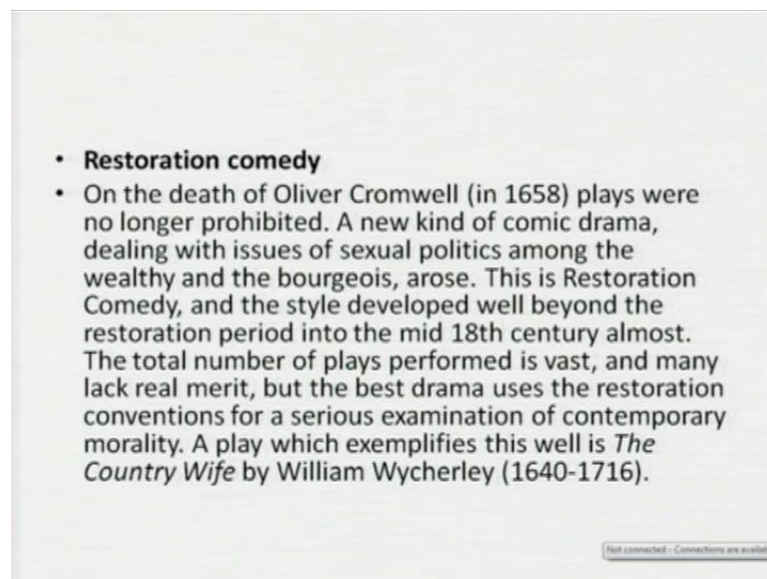 • Restoration comedy
• On the death of Oliver Cromwell (in 1658) plays were
no longer prohibited. A new kind of comic drama,
dealing with issues of sexual politics among the
wealthy and the bourgeois, arose. This is Restoration
Comedy, and the style developed well beyond the
restoration period into the mid 18th century almost.
The total number of plays performed is vast, and many
lack real merit, but the best drama uses the restoration
conventions for a serious examination of contemporary
morality. A play which exemplifies this well is The
Country Wife by William Wycherley (1640-1716).
Not connected - Connections are availab